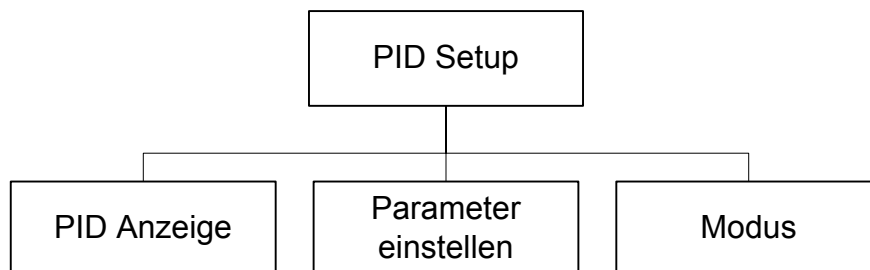 PID Setup
PID Anzeige
Parameter
einstellen
Modus